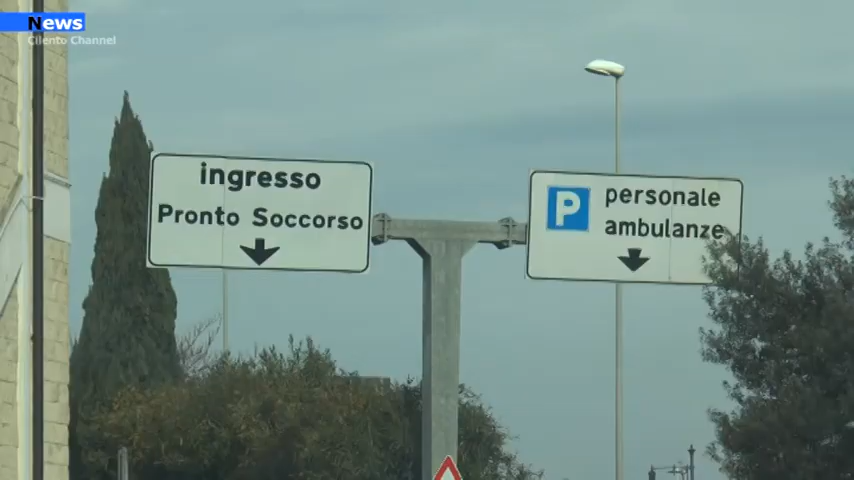 News
Cilento Channel
ingresso
Pronto Soccorso
P personale
ambulanze